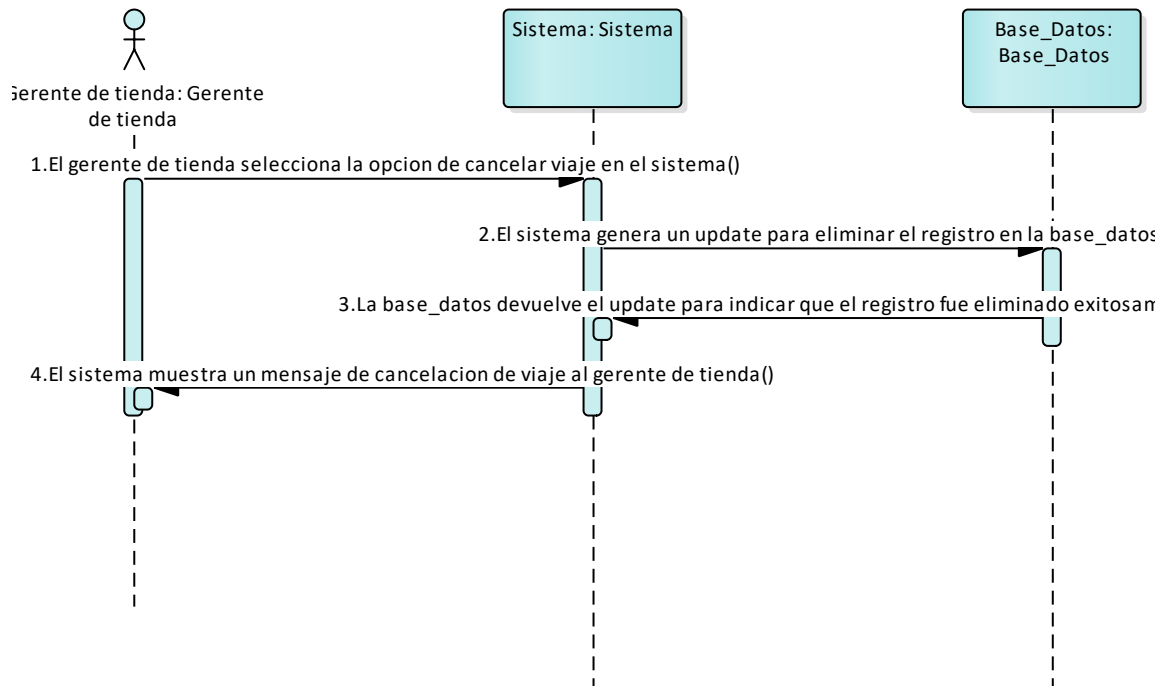 Sistema: Sistema
Base_Datos:
Base_Datos
Gerente de tienda: Gerente
de tienda
1.El gerente de tienda selecciona la opcion de cancelar viaje en el sistema()
2.El sistema genera un update para eliminar el registro en la base_datos
3.La base_datos devuelve el update para indicar que el registro fue eliminado exitosam
4.El sistema muestra un mensaje de cancelacion de viaje al gerente de tienda()